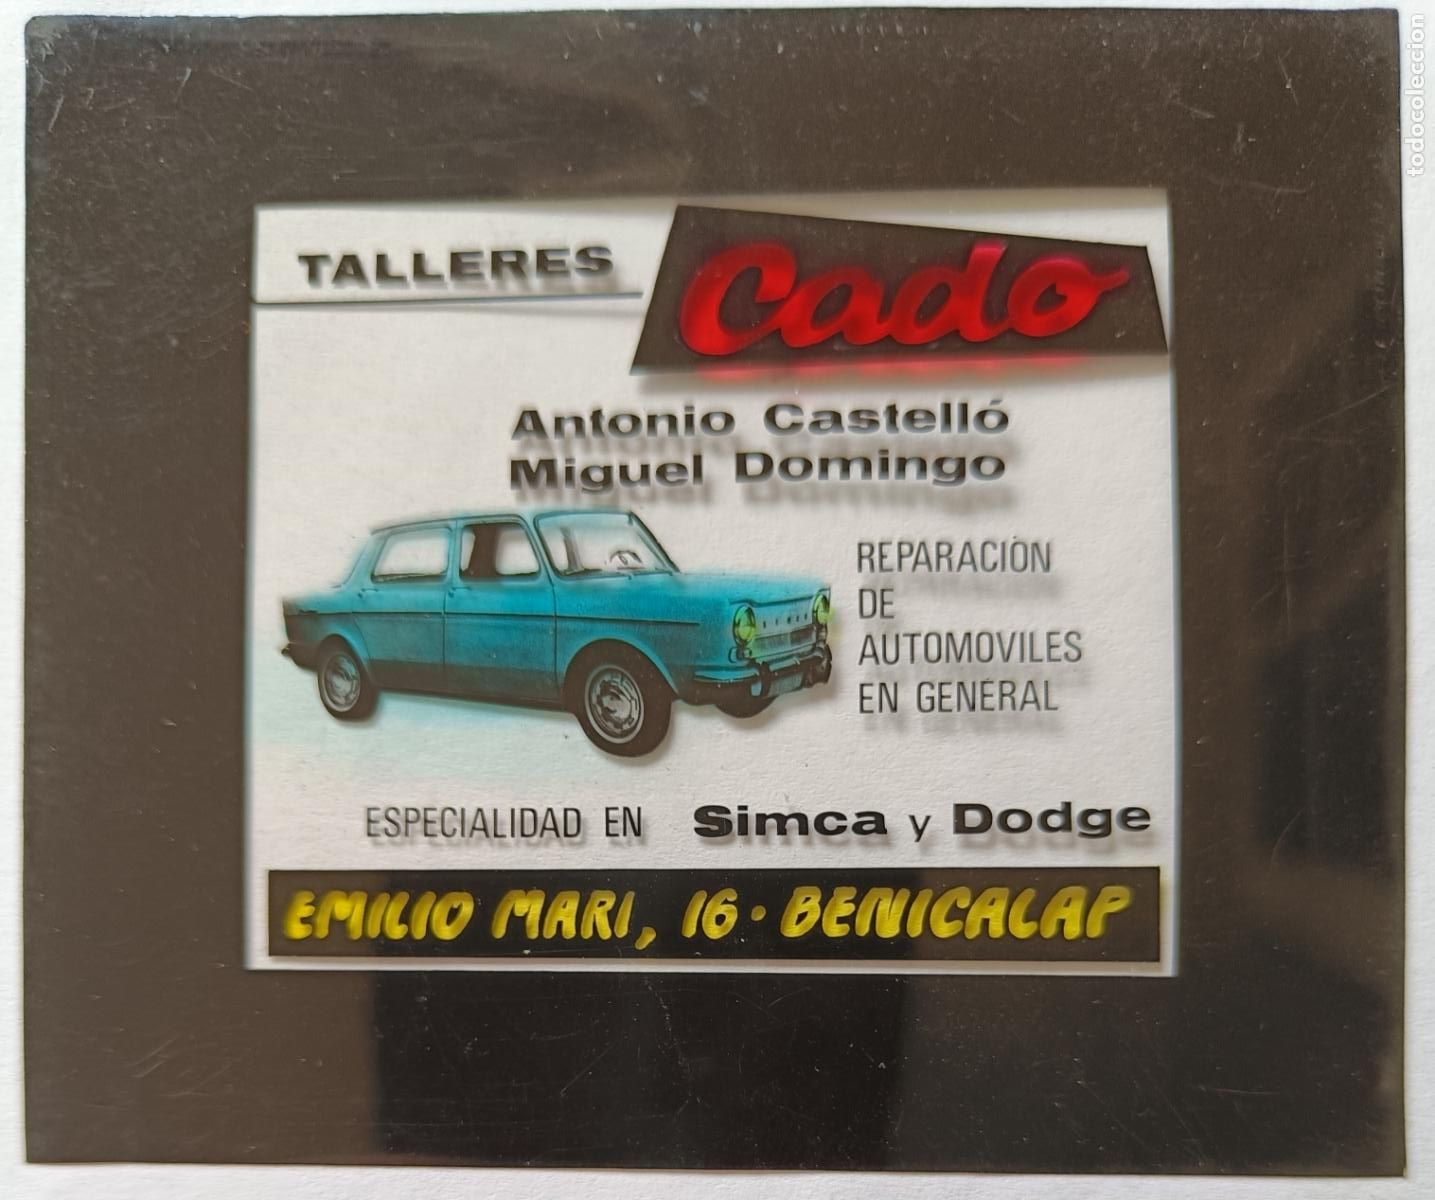 TALLERES Cado
Antonio Castelló
Miguel Domingo
REPARACIÓN
DE
AUTOMOVILES
EN GENERAL
ESPECIALIDAD EN Simca y Dodge
EMILIO MARI, 16 · BENICALAP
todocoleccion